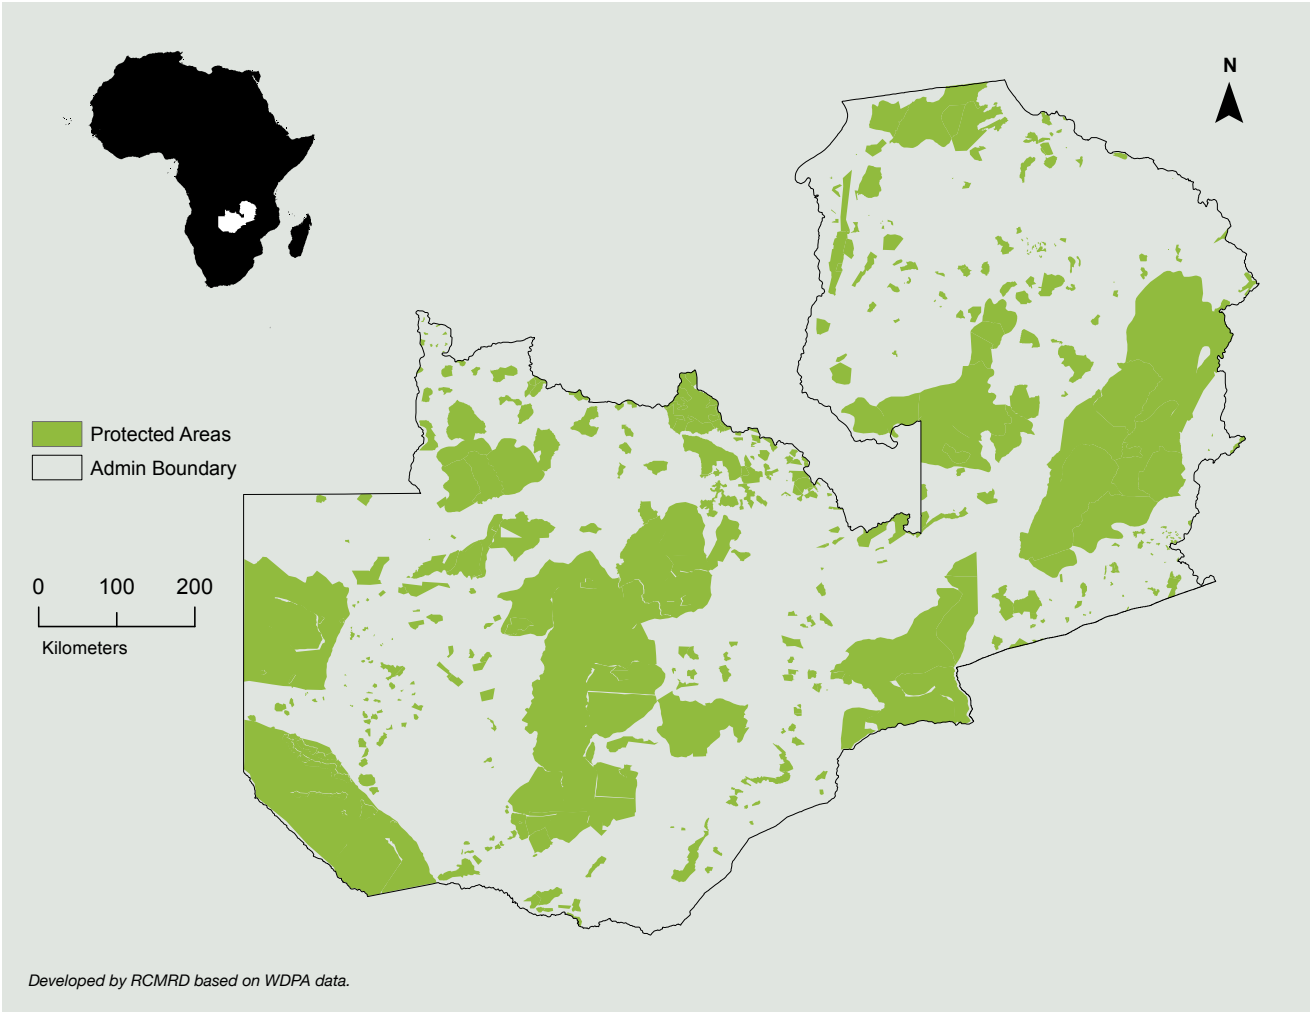 N
Protected Areas
Admin Boundary
0 100 200
Kilometers
Developed by RCMRD based on WDPA data.